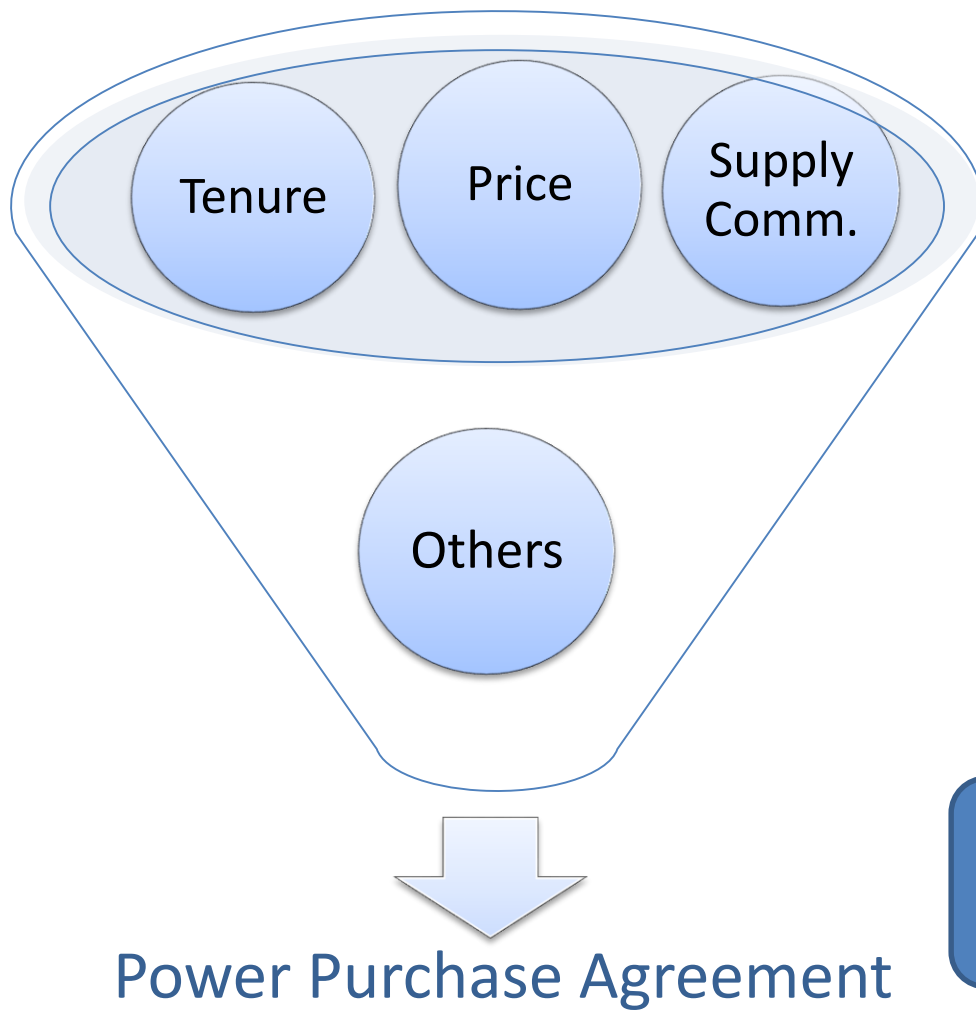 Tenure
Price
Supply
Comm.
Others
Power Purchase Agreement